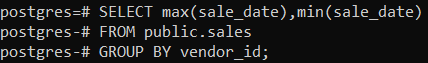 postgres=# SELECT max(sale_date),min(sale_date)
postgres-# FROM public.sales
postgres-# GROUP BY vendor_id;